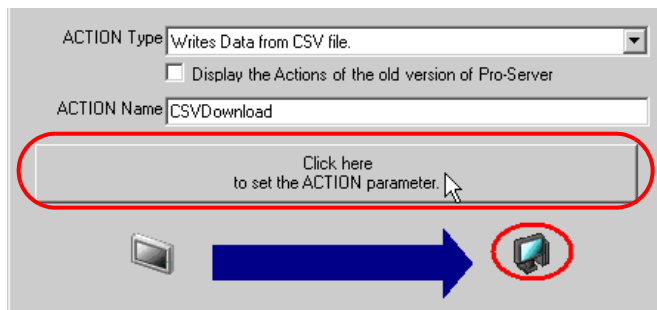 ACTION Type Writes Data from CSV file.
Display the Actions of the old version of Pro-Server
ACTION Name CSVDownload
Click here
to set the ACTION parameter.